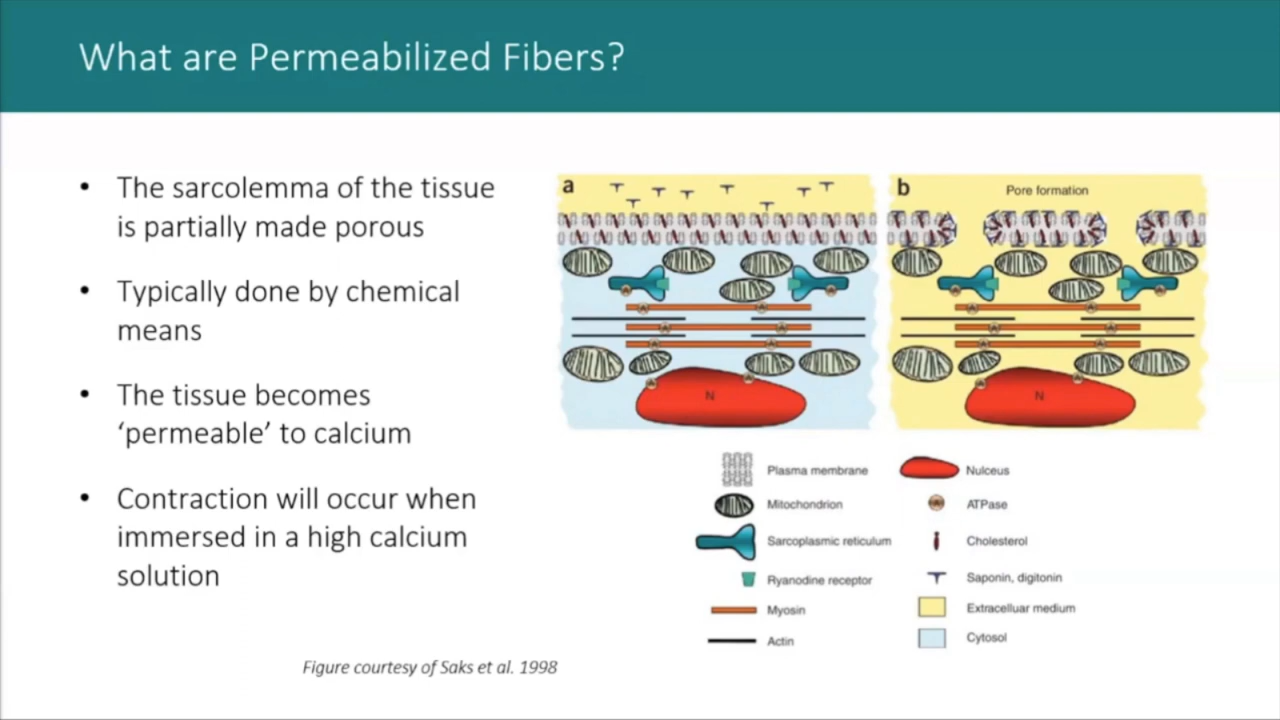 What are Permeabilized Fibers?
• The sarcolemma of the tissue
is partially made porous
• Typically done by chemical
means
• The tissue becomes
‘permeable’ to calcium
• Contraction will occur when
immersed in a high calcium
solution
a
b
Pore formation
N
N
Plasma membrane
Mitochondrion
Sarcoplasmic reticulum
Ryanodine receptor
Myosin
Actin
Nulceus
ATPase
Cholesterol
Saponin, digitonin
Extracelluar medium
Cytosol
Figure courtesy of Saks et al. 1998